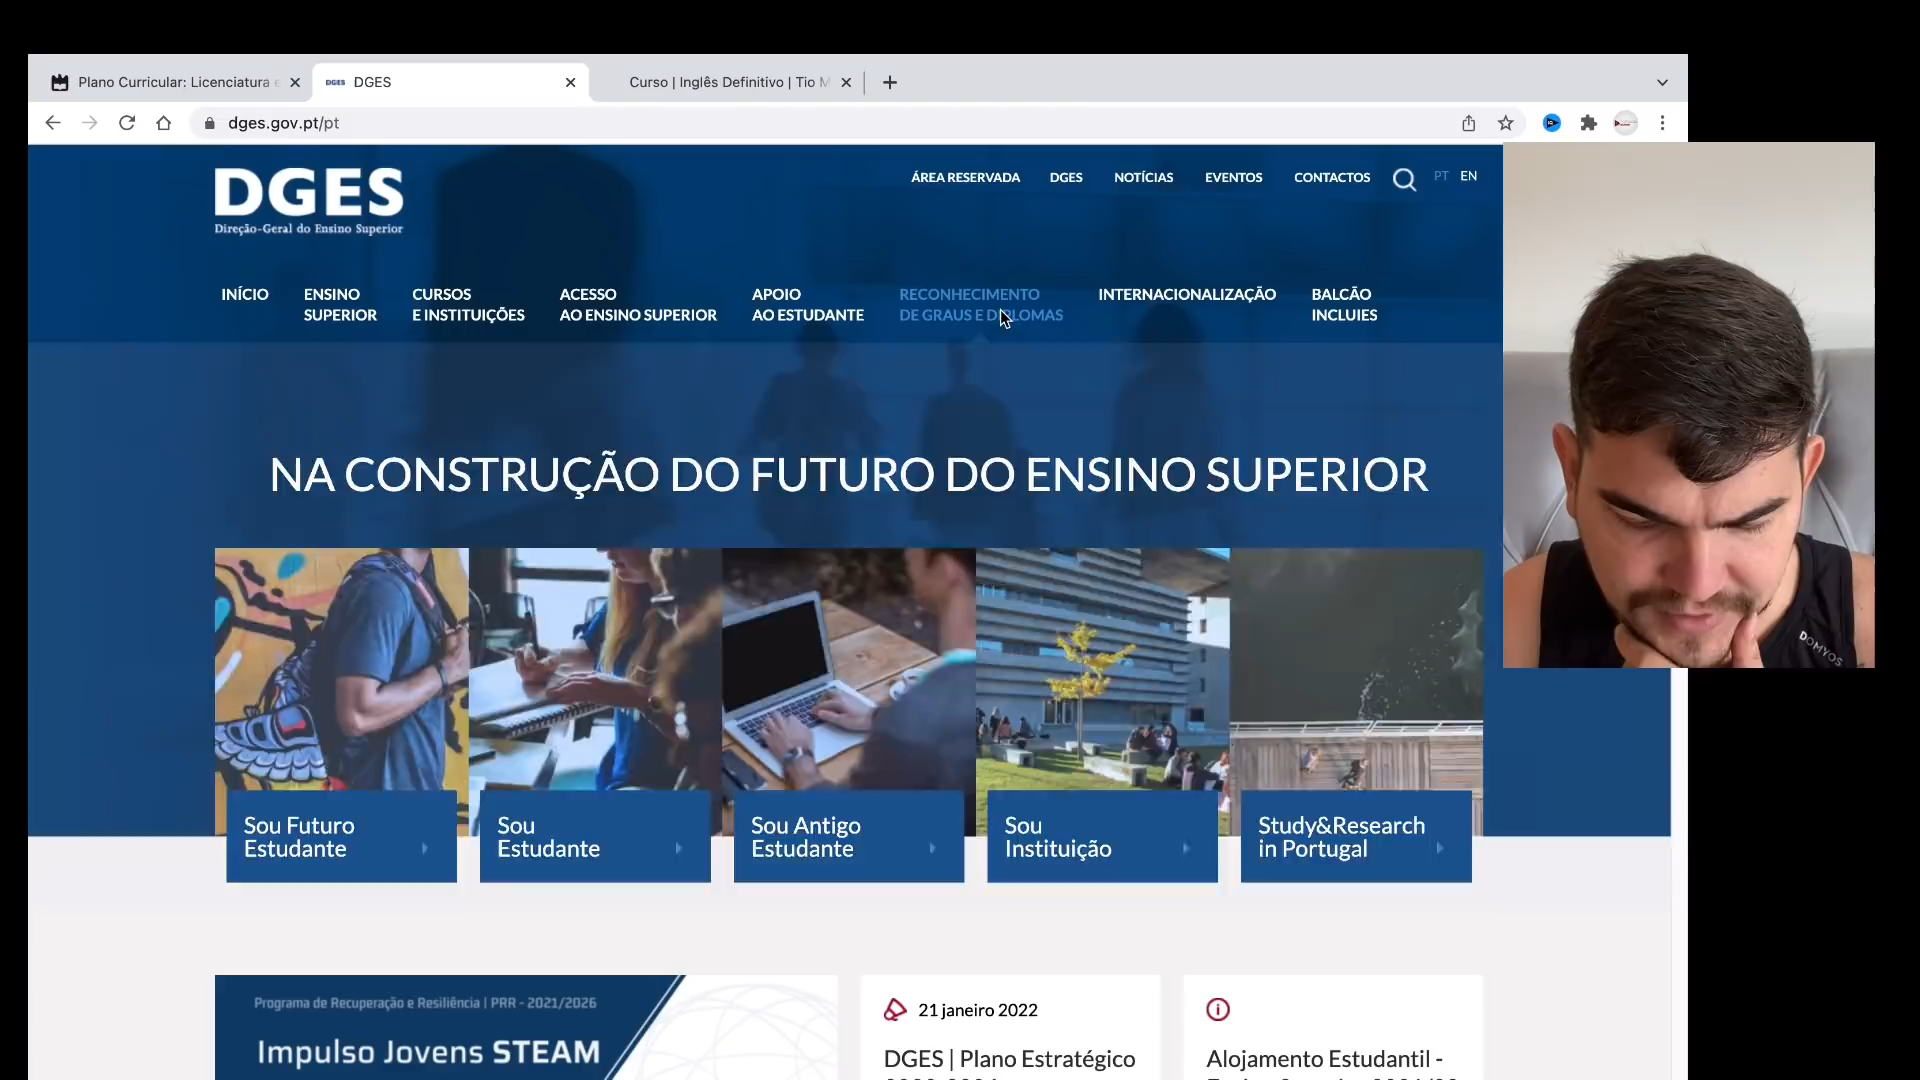 Plano Curricular: Licenciatura e
DGES DGES
Curso | Inglês Definitivo | Tio M
dges.gov.pt/pt
DGES
Direção-Geral do Ensino Superior
ÁREA RESERVADA DGES NOTÍCIAS EVENTOS CONTACTOS PT EN
INÍCIO
ENSINO
SUPERIOR
CURSOS
E INSTITUIÇÕES
ACESSO
AO ENSINO SUPERIOR
APOIO
AO ESTUDANTE
RECONHECIMENTO
DE GRAUS E DIPLOMAS
INTERNACIONALIZAÇÃO
BALCÃO
INCLUIES
NA CONSTRUÇÃO DO FUTURO DO ENSINO SUPERIOR
DOMYOS
Sou Futuro
Estudante
Sou
Estudante
Sou Antigo
Estudante
Sou
Instituição
Study&Research
in Portugal
Programa de Recuperação e Resiliência | PRR - 2021/2026
Impulso Jovens STEAM
21 janeiro 2022
DGES | Plano Estratégico
Alojamento Estudantil -